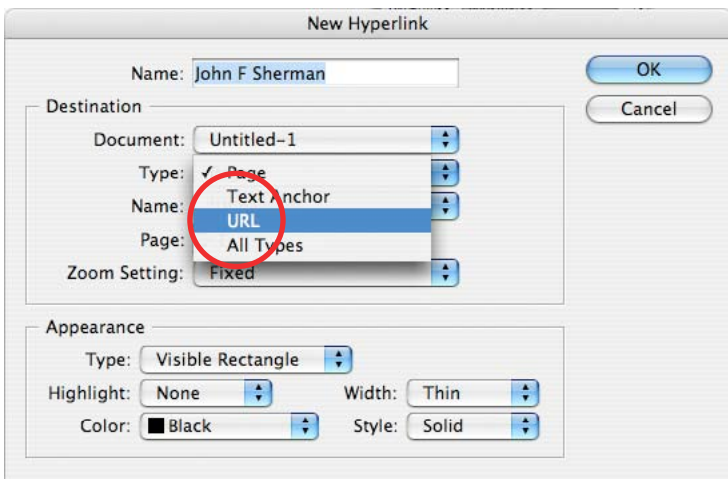 New Hyperlink
Name: John F Sherman
OK
Destination
Cancel
Document: Untitled-1
Type: ✓ Page
Text Anchor
Name:
URL
Page:
All Types
Zoom Setting: Fixed
Appearance
Type: Visible Rectangle
Highlight: None Width: Thin
Color: Black Style: Solid